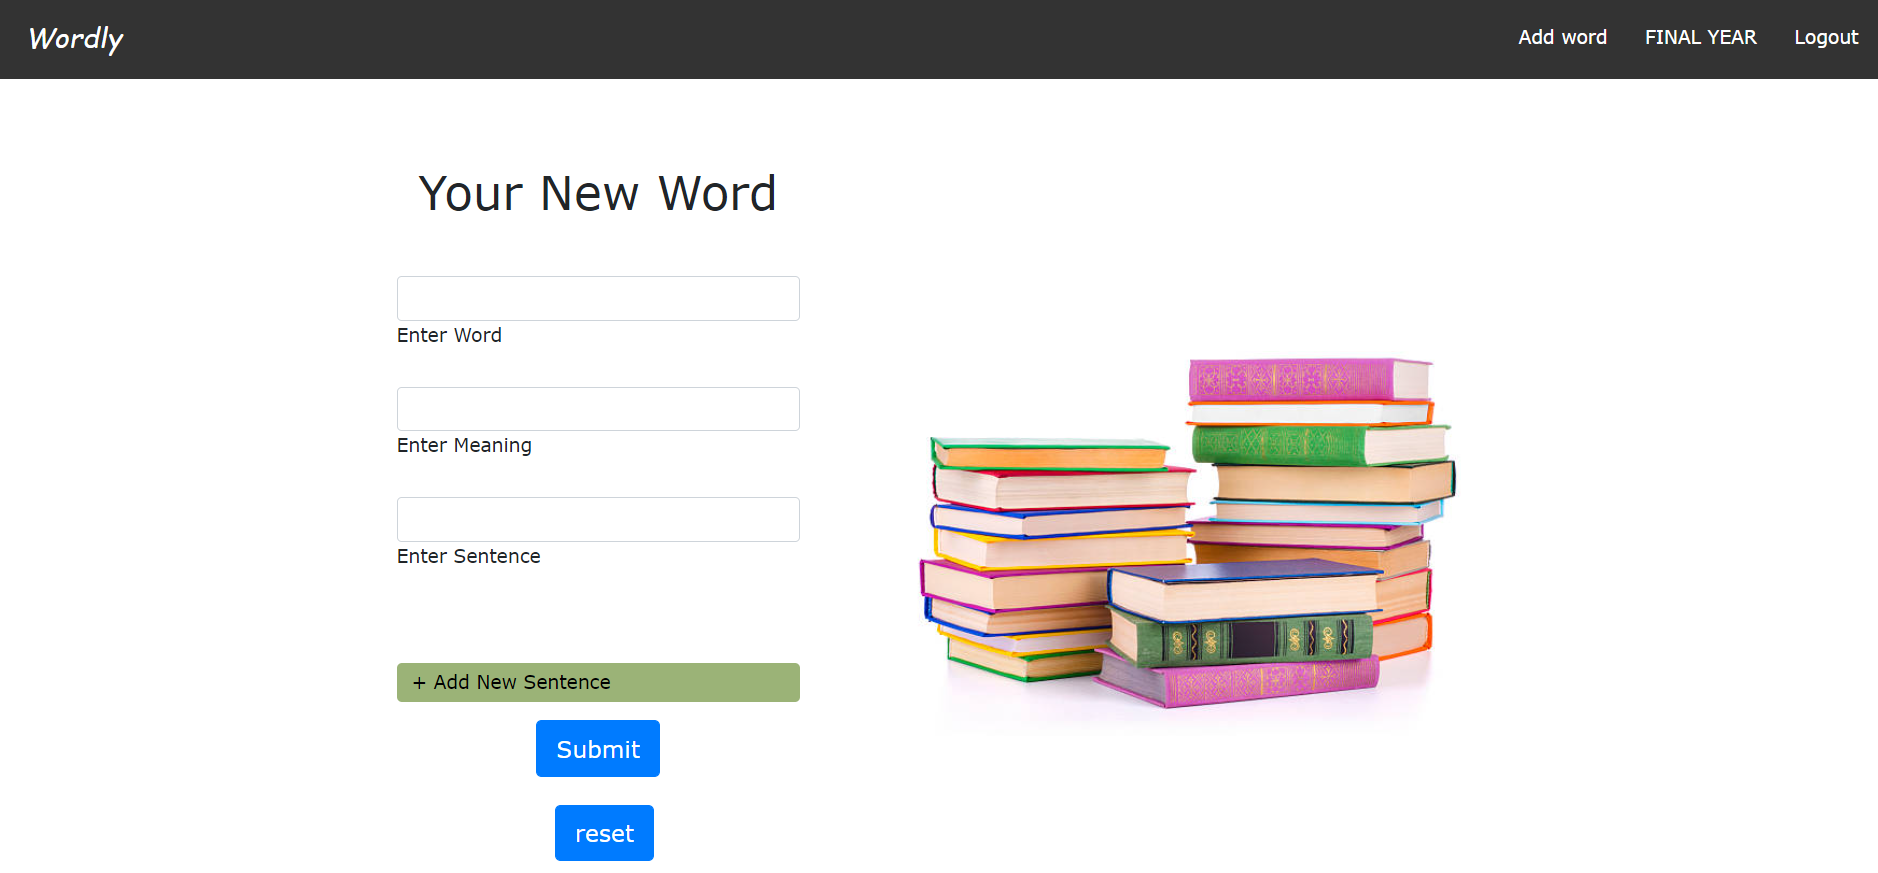 Wordly
Add word
FINAL YEAR
Logout
Your New Word
Enter Word
Enter Meaning
Enter Sentence
+ Add New Sentence
Submit
reset